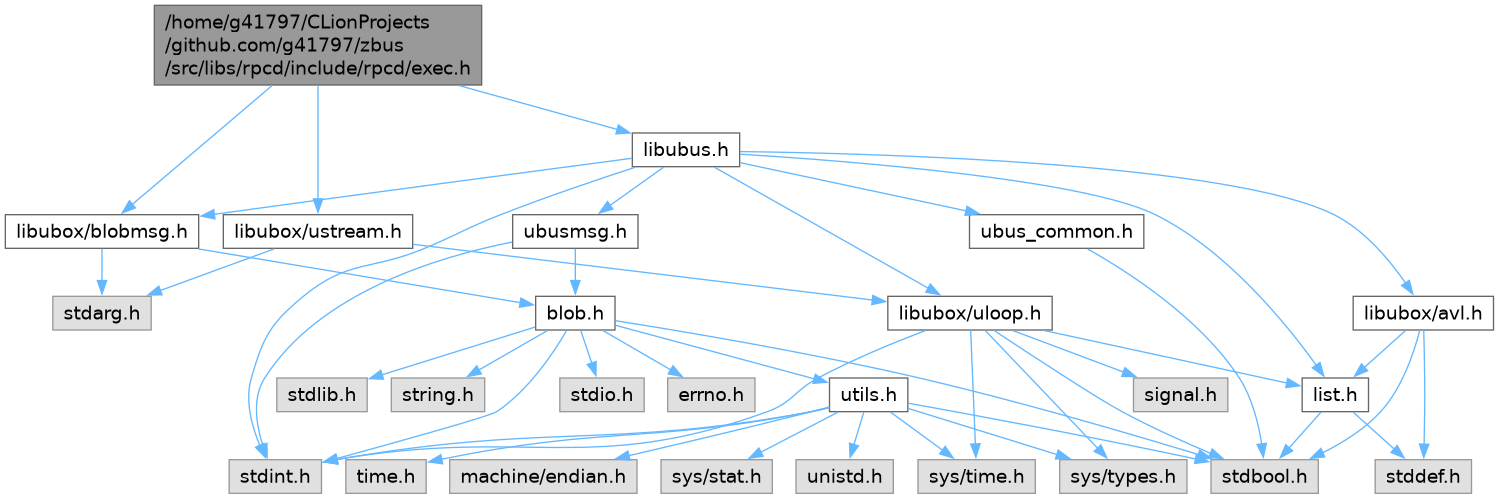 /home/g41797/CLionProjects
/github.com/g41797/zbus
/src/libs/rpcd/include/rpcd/exec.h
libubus.h
libubox/blobmsg.h
libubox/ustream.h
ubusmsg.h
ubus_common.h
stdarg.h
blob.h
libubox/uloop.h
libubox/avl.h
stdlib.h
string.h
stdio.h
errno.h
utils.h
signal.h
list.h
stdint.h
time.h
machine/endian.h
sys/stat.h
unistd.h
sys/time.h
sys/types.h
stdbool.h
stddef.h